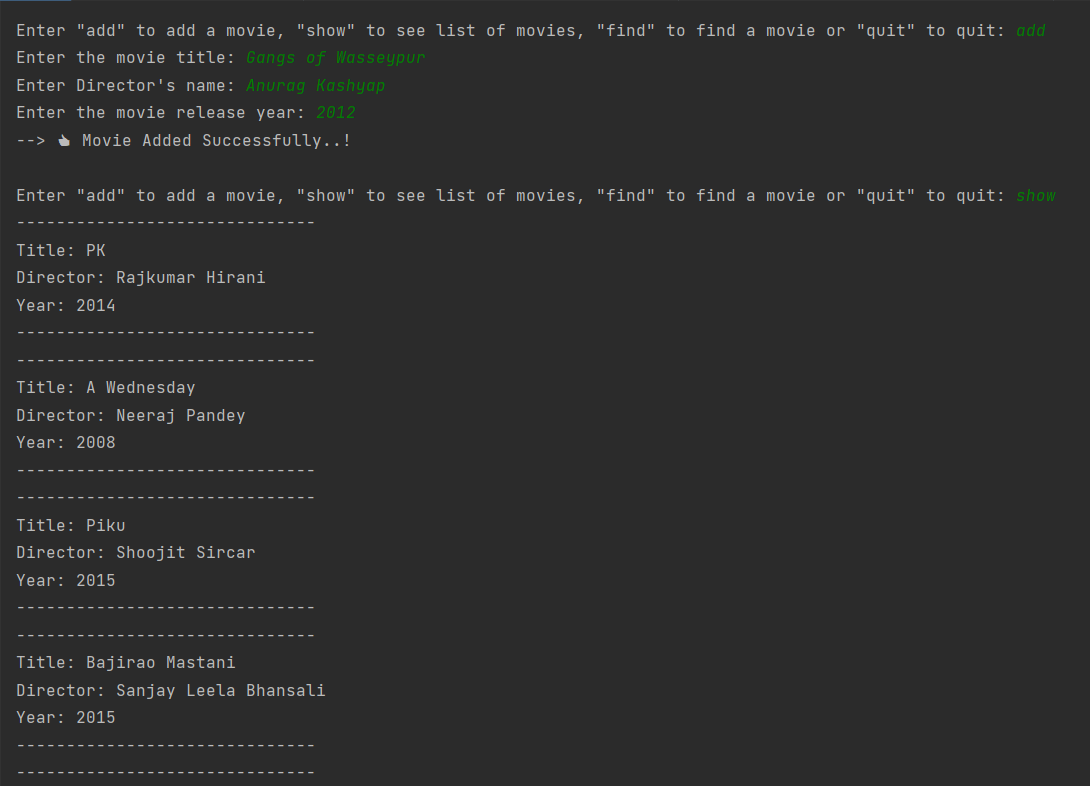 Enter "add" to add a movie, "show" to see list of movies, "find" to find a movie or "quit" to quit: add
Enter the movie title: Gangs of Wasseypur
Enter Director's name: Anurag Kashyap
Enter the movie release year: 2012
--> 👍 Movie Added Successfully..!
Enter "add" to add a movie, "show" to see list of movies, "find" to find a movie or "quit" to quit: show
------------------------------
Title: PK
Director: Rajkumar Hirani
Year: 2014
------------------------------
------------------------------
Title: A Wednesday
Director: Neeraj Pandey
Year: 2008
------------------------------
------------------------------
Title: Piku
Director: Shoojit Sircar
Year: 2015
------------------------------
------------------------------
Title: Bajirao Mastani
Director: Sanjay Leela Bhansali
Year: 2015
------------------------------
------------------------------